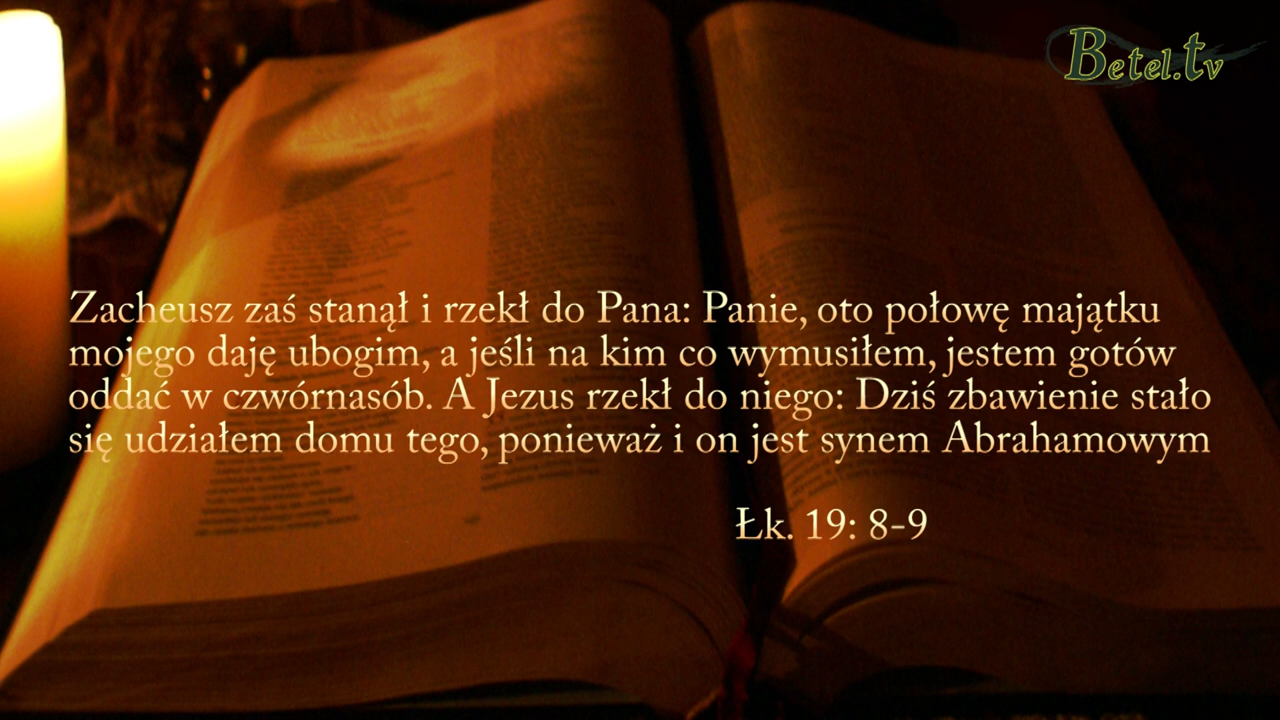 Betel.tv
Zacheusz zaś stanął i rzekł do Pana: Panie, oto połowę majątku
mojego daję ubogim, a jeśli na kim co wymusiłem, jestem gotów
oddać w czwórnasób. A Jezus rzekł do niego: Dziś zbawienie stało
się udziałem domu tego, ponieważ i on jest synem Abrahamowym
Łk. 19: 8-9